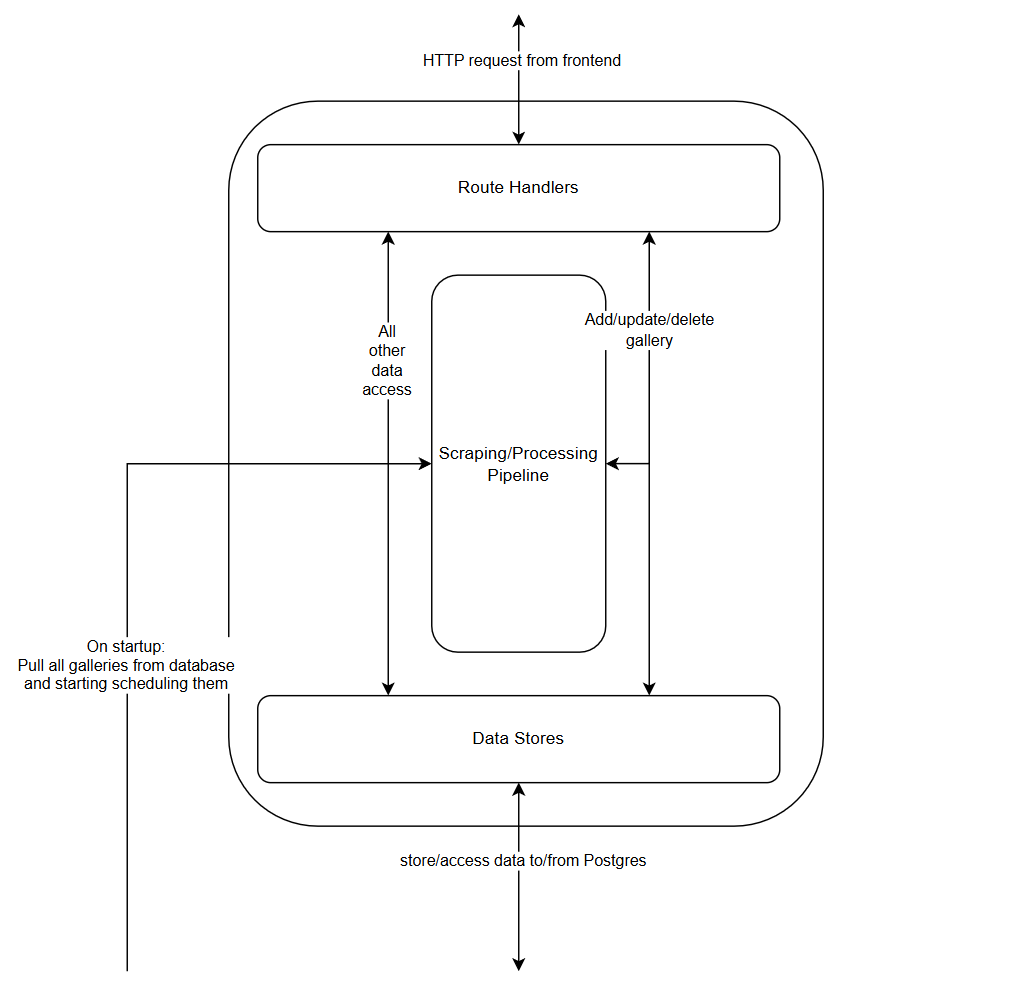 HTTP request from frontend
Route Handlers
All
other
data
access
Add/update/delete
gallery
Scraping/Processing
Pipeline
On startup:
Pull all galleries from database
and starting scheduling them
Data Stores
store/access data to/from Postgres